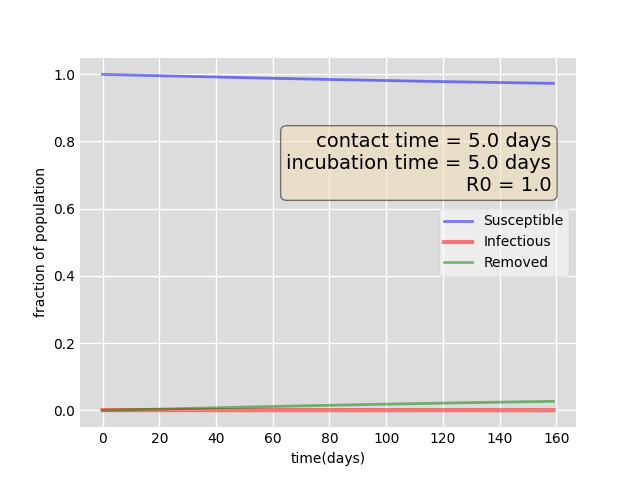 1.0
0.8
0.6
0.4
0.2
0.0
fraction of population
contact time = 5.0 days
incubation time = 5.0 days
R0 = 1.0
Susceptible
Infectious
Removed
0 20 40 60 80 100 120 140 160
time(days)